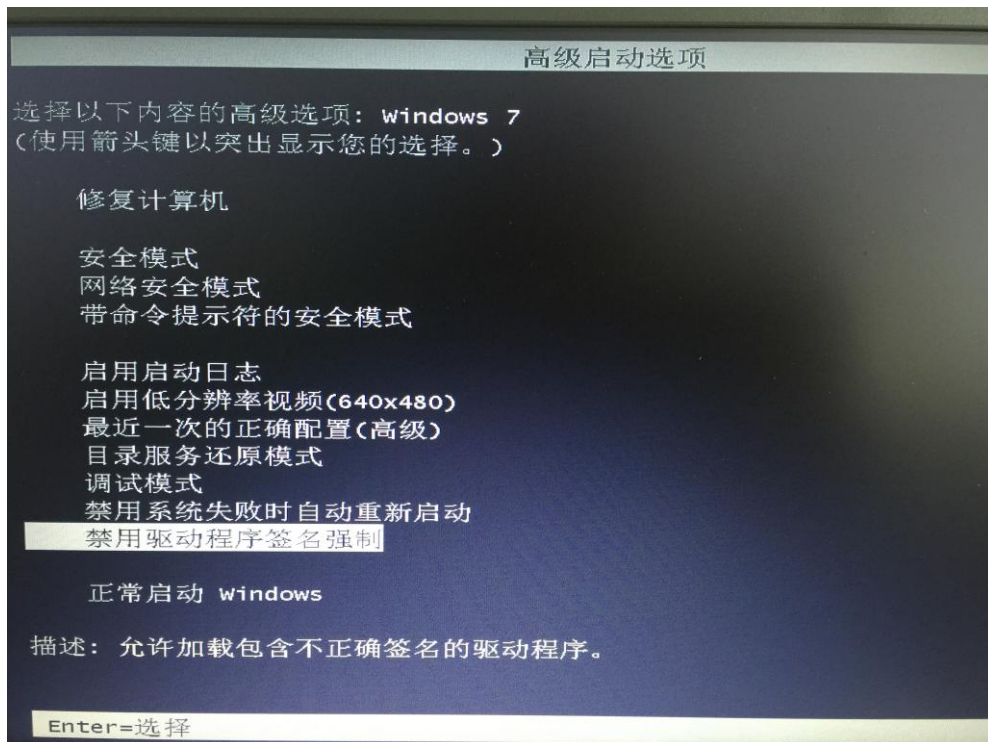 高级启动选项
选择以下内容的高级选项: Windows 7
(使用箭头键以突出显示您的选择。)
修复计算机
安全模式
网络安全模式
带命令提示符的安全模式
启用启动日志
启用低分辨率视频(640x480)
最近一次的正确配置(高级)
目录服务还原模式
调试模式
禁用系统失败时自动重新启动
禁用驱动程序签名强制
正常启动 Windows
描述: 允许加载包含不正确签名的驱动程序。
Enter=选择